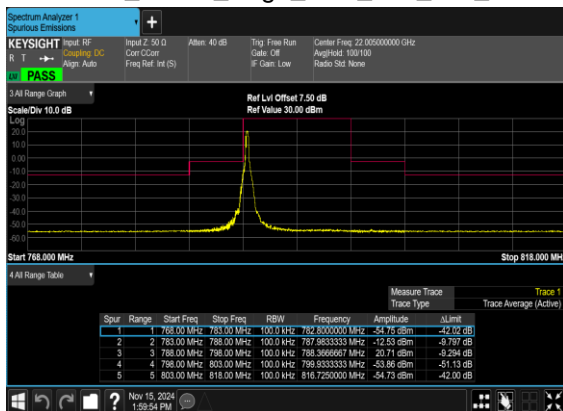 Spectrum Analyzer 1
Spurious Emissions
+
KEYSIGHT Input: RF Input Z: 50 Ω Atten: 40 dB Trig: Free Run Center Freq: 22.005000000 GHz
R T Coupling: DC Corr CCorr Gate: Off Avg|Hold: 100/100
Align: Auto Freq Ref: Int (S) IF Gain: Low Radio Std: None
PASS
3 All Range Graph
Ref Lvl Offset 7.50 dB
Scale/Div 10.0 dB Ref Value 30.00 dBm
Log
20.0
10.0
0.00
-10.0
-20.0
-30.0
-40.0
-50.0
-60.0
Start 768.000 MHz Stop 818.000 MH
4 All Range Table
Measure Trace Trace 1
Trace Type Trace Average (Active)
Spur Range Start Freq Stop Freq RBW Frequency Amplitude ΔLimit
1 1 768.00 MHz 783.00 MHz 100.0 kHz 782.8000000 MHz -54.75 dBm -42.02 dB
2 2 783.00 MHz 788.00 MHz 100.0 kHz 787.9833333 MHz -12.53 dBm -9.797 dB
3 3 788.00 MHz 798.00 MHz 100.0 kHz 788.3666667 MHz 20.71 dBm -9.294 dB
4 4 798.00 MHz 803.00 MHz 100.0 kHz 799.9333333 MHz -53.86 dBm -51.13 dB
5 5 803.00 MHz 818.00 MHz 100.0 kHz 816.7250000 MHz -54.73 dBm -42.00 dB
? Nov 15, 2024
1:59:54 PM